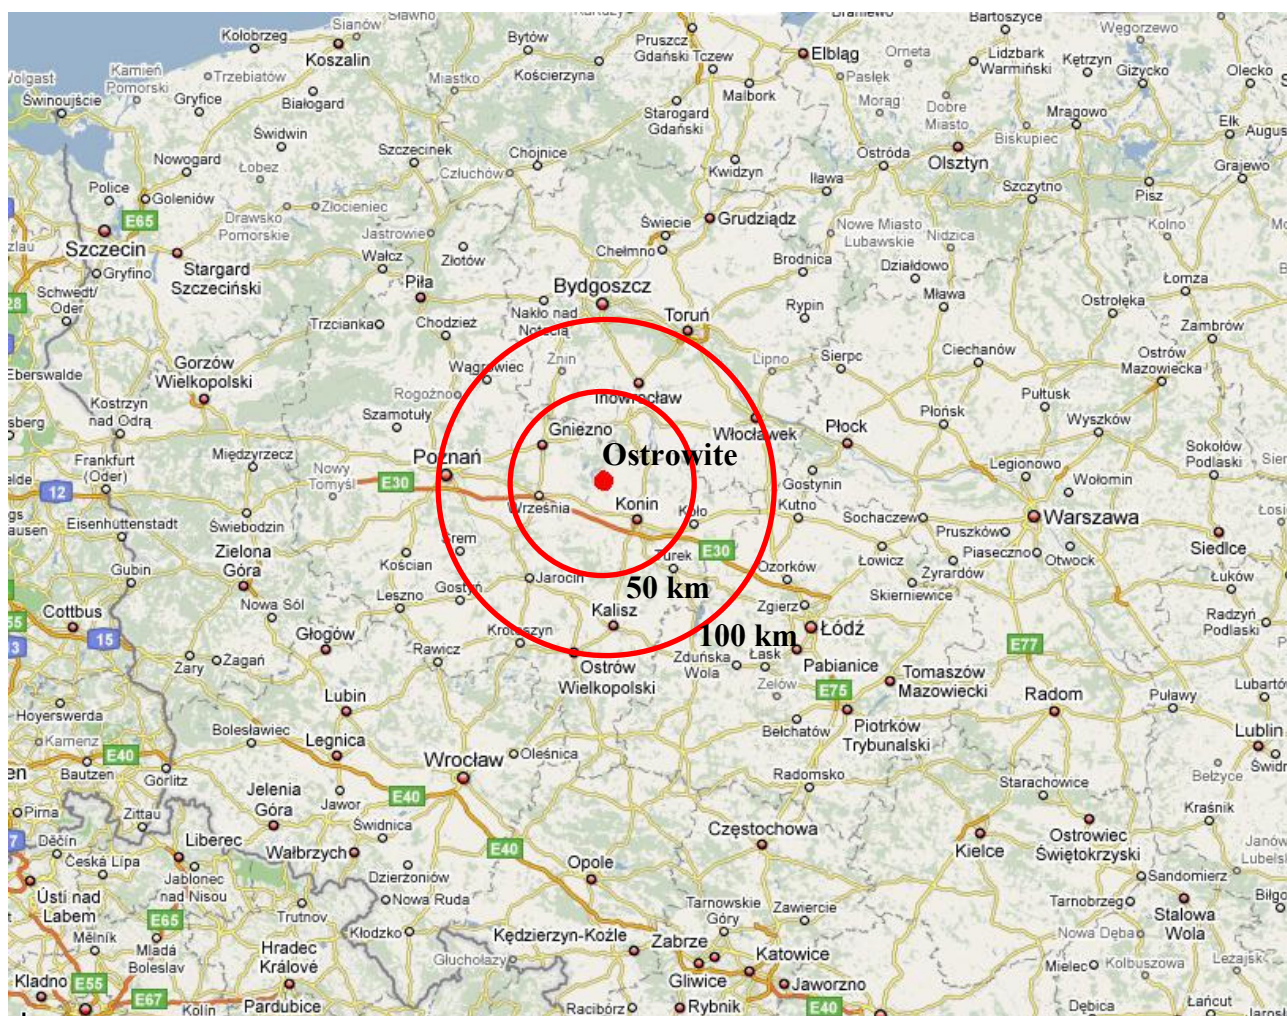 Kołobrzeg
Sianów
Sławno
Bytów
Pruszcz
Gdański
Tczew
Braniewo
Bartoszyce
Węgorzewo
Koszalin
Kościerzyna
Elbląg
Orneta
Lidzbark
Warmiński
Kętrzyn
Giżycko
Olecko
Wolgast
Kamień
Pomorski
Trzebiatów
Miastko
Malbork
Pasłęk
Świnoujście
Gryfice
Białogard
Starogard
Gdański
Morąg
Dobre
Miasto
Mrągowo
Ełk
Augus
Świdwin
Biskupiec
Nowogard
Łobez
Szczecinek
Człuchów
Chojnice
Kwidzyn
Ostróda
Olsztyn
Grajewo
Police
Goleniów
Iława
Szczytno
Pisz
E65
Drawsko
Pomorskie
Złocieniec
Jastrowie
Świecie
Grudziądz
Nowe Miasto
Lubawskie
Nidzica
Kolno
Szczecin
Stargard
Szczeciński
Wałcz
Złotów
Chełmno
Brodnica
Działdowo
Łomża
Gryfino
Schwedt/
Oder
28
Piła
Bydgoszcz
Mława
Ostrołęka
Trzcianka
Chodzież
Nakło nad
Notecią
Toruń
Rypin
Zambrów
Eberswalde
Gorzów
Wielkopolski
Wągrowiec
Żnin
Lipno
Sierpc
Ciechanów
Ostrów
Mazowiecka
Rogoźno
Inowrocław
Kostrzyn
nad Odrą
Szamotuły
Gniezno
Włocławek
Płock
Płońsk
Pułtusk
Wyszków
Sokołów
Podlaski
Frankfurt
(Oder)
Międzyrzecz
Nowy
Tomyśl
Poznań
E30
Ostrowite
Gostynin
Legionowo
Wołomin
12
Września
Konin
Koło
Kutno
Sochaczew
Warszawa
Eisenhüttenstadt
Świebodzin
Pruszków
Siedlce
Śrem
Turek
E30
Ozorków
Łowicz
Piaseczno
Otwock
Zielona
Góra
Kościan
Gubin
Gostyń
Jarocin
50 km
Żyrardów
Skierniewice
Łuków
Cottbus
15
Nowa Sól
Leszno
Kalisz
Zgierz
Radzyń
Podlaski
Głogów
Krotoszyn
100 km
Łódź
E77
Żary
Żagań
Rawicz
Ostrów
Wielkopolski
Zduńska
Wola
Łask
Pabianice
Tomaszów
Mazowiecki
Zelów
E75
Radom
Puławy
Lubartów
Hoyerswerda
Lubin
Piotrków
Trybunalski
Bełchatów
Lublin
Kamenz
Bolesławiec
Legnica
Oleśnica
E40
Bautzen
Görlitz
Wrocław
Bełżyce
Radomsko
Starachowice
Jelenia
Góra
Jawor
E40
Kraśnik
Pirna
Zittau
Świdnica
Częstochowa
Kielce
Ostrowiec
Świętokrzyski
Děčín
Česká Lípa
Liberec
Wałbrzych
E40
Jablonec
nad Nisou
Dzierżoniów
Opole
Sandomierz
Ústí nad
Labem
Trutnov
Nowa Ruda
Tarnowskie
Góry
Zawiercie
Tarnobrzeg
Stalowa
Wola
E65
Mělník
Mladá
Boleslav
Kłodzko
Kędzierzyn-Koźle
Zabrze
Nowa Dęba
Hradec
Králové
Głuchołazy
Gliwice
Katowice
Mielec
Kolbuszowa
Leżajsk
Kladno
E55
E67
Kolín
Pardubice
Racibórz
Rybnik
Jaworzno
E40
Dębica
Łańcut